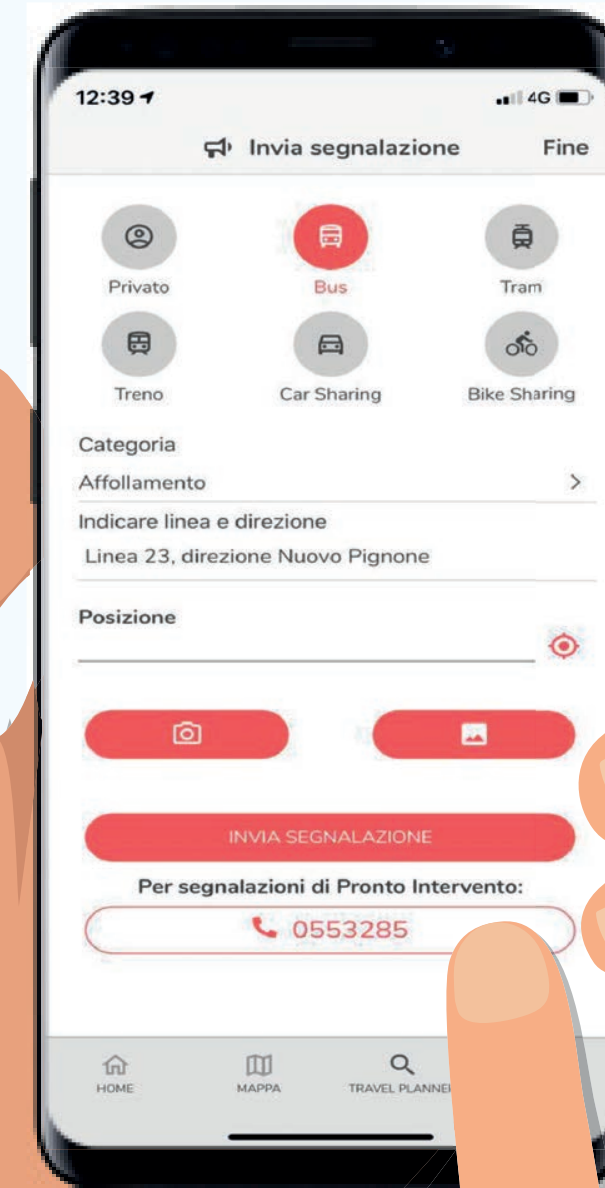 12:39
4G
Invia segnalazione Fine
Privato Bus Tram
Treno Car Sharing Bike Sharing
Categoria
Affollamento
Indicare linea e direzione
Linea 23, direzione Nuovo Pignone
Posizione
INVIA SEGNALAZIONE
Per segnalazioni di Pronto Intervento:
0553285
HOME MAPPA TRAVEL PLANNE